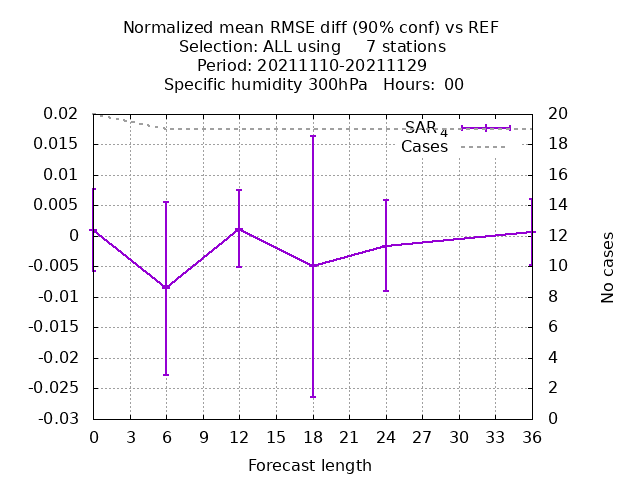 Normalized mean RMSE diff (90% conf) vs REF
Selection: ALL using 7 stations
Period: 20211110-20211129
Specific humidity 300hPa Hours: 00
0.02 20
SAR 4
0.015 18
Cases
0.01 16
0.005 14
0 12
-0.005 10
-0.01 8
-0.015 6
-0.02 4
-0.025 2
-0.03 0
No cases
0 3 6 9 12 15 18 21 24 27 30 33 36
Forecast length